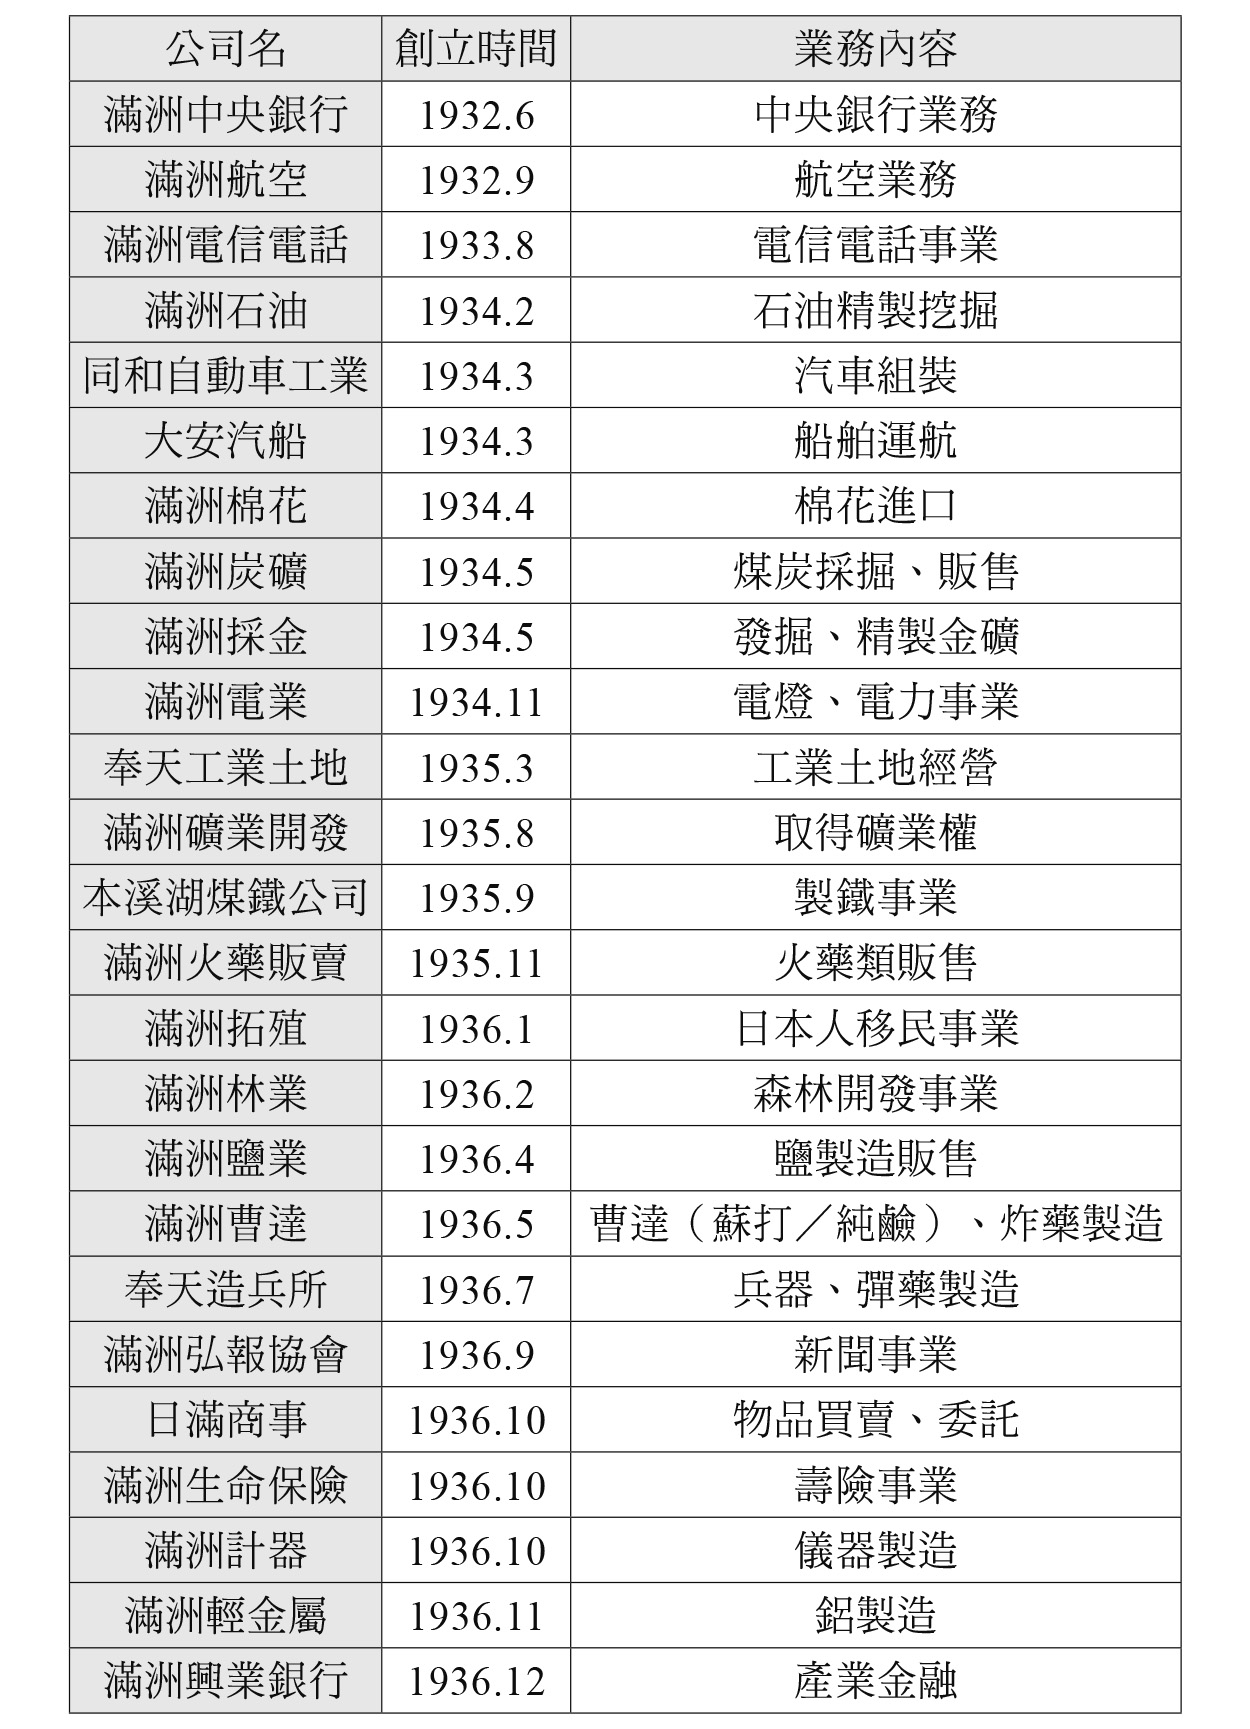 公司名 創立時間 業務內容
滿洲中央銀行 1932.6 中央銀行業務
滿洲航空 1932.9 航空業務
滿洲電信電話 1933.8 電信電話事業
滿洲石油 1934.2 石油精製挖掘
同和自動車工業 1934.3 汽車組裝
大安汽船 1934.3 船舶運航
滿洲棉花 1934.4 棉花進口
滿洲炭礦 1934.5 煤炭採掘、販售
滿洲採金 1934.5 發掘、精製金礦
滿洲電業 1934.11 電燈、電力事業
奉天工業土地 1935.3 工業土地經營
滿洲礦業開發 1935.8 取得礦業權
本溪湖煤鐵公司 1935.9 製鐵事業
滿洲火藥販賣 1935.11 火藥類販售
滿洲拓殖 1936.1 日本人移民事業
滿洲林業 1936.2 森林開發事業
滿洲鹽業 1936.4 鹽製造販售
滿洲曹達 1936.5 曹達（蘇打／純鹼）、炸藥製造
奉天造兵所 1936.7 兵器、彈藥製造
滿洲弘報協會 1936.9 新聞事業
日滿商事 1936.10 物品買賣、委託
滿洲生命保險 1936.10 壽險事業
滿洲計器 1936.10 儀器製造
滿洲輕金屬 1936.11 鋁製造
滿洲興業銀行 1936.12 產業金融